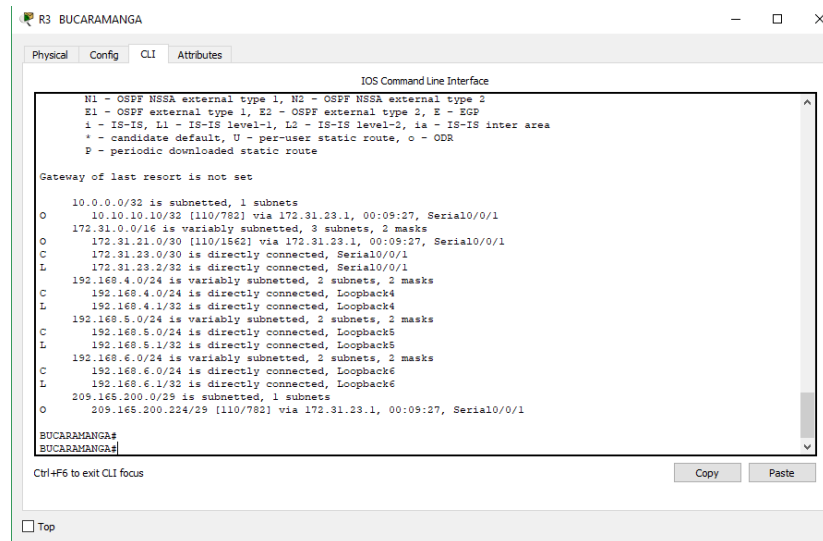 R3 BUCARAMANGA
Physical Config CLI Attributes
IOS Command Line Interface
N1 - OSPF NSSA external type 1, N2 - OSPF NSSA external type 2
E1 - OSPF external type 1, E2 - OSPF external type 2, E - EGP
i - IS-IS, L1 - IS-IS level-1, L2 - IS-IS level-2, ia - IS-IS inter area
* - candidate default, U - per-user static route, o - ODR
P - periodic downloaded static route
Gateway of last resort is not set
10.0.0.0/32 is subnetted, 1 subnets
O 10.10.10.10/32 [110/782] via 172.31.23.1, 00:09:27, Serial0/0/1
172.31.0.0/16 is variably subnetted, 3 subnets, 2 masks
O 172.31.21.0/30 [110/1562] via 172.31.23.1, 00:09:27, Serial0/0/1
C 172.31.23.0/30 is directly connected, Serial0/0/1
L 172.31.23.2/32 is directly connected, Serial0/0/1
192.168.4.0/24 is variably subnetted, 2 subnets, 2 masks
C 192.168.4.0/24 is directly connected, Loopback4
L 192.168.4.1/32 is directly connected, Loopback4
192.168.5.0/24 is variably subnetted, 2 subnets, 2 masks
C 192.168.5.0/24 is directly connected, Loopback5
L 192.168.5.1/32 is directly connected, Loopback5
192.168.6.0/24 is variably subnetted, 2 subnets, 2 masks
C 192.168.6.0/24 is directly connected, Loopback6
L 192.168.6.1/32 is directly connected, Loopback6
209.165.200.0/29 is subnetted, 1 subnets
O 209.165.200.224/29 [110/782] via 172.31.23.1, 00:09:27, Serial0/0/1
BUCARAMANGA#
BUCARAMANGA#
Ctrl+F6 to exit CLI focus
Copy Paste
Top